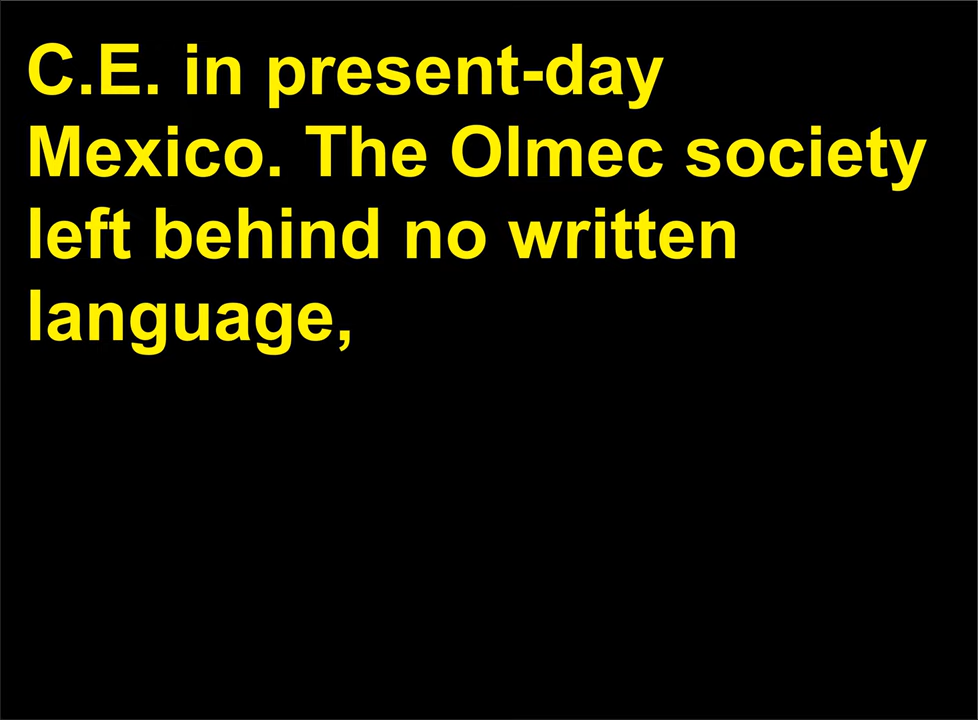 C.E. in present-day
Mexico. The Olmec society
left behind no written
language,